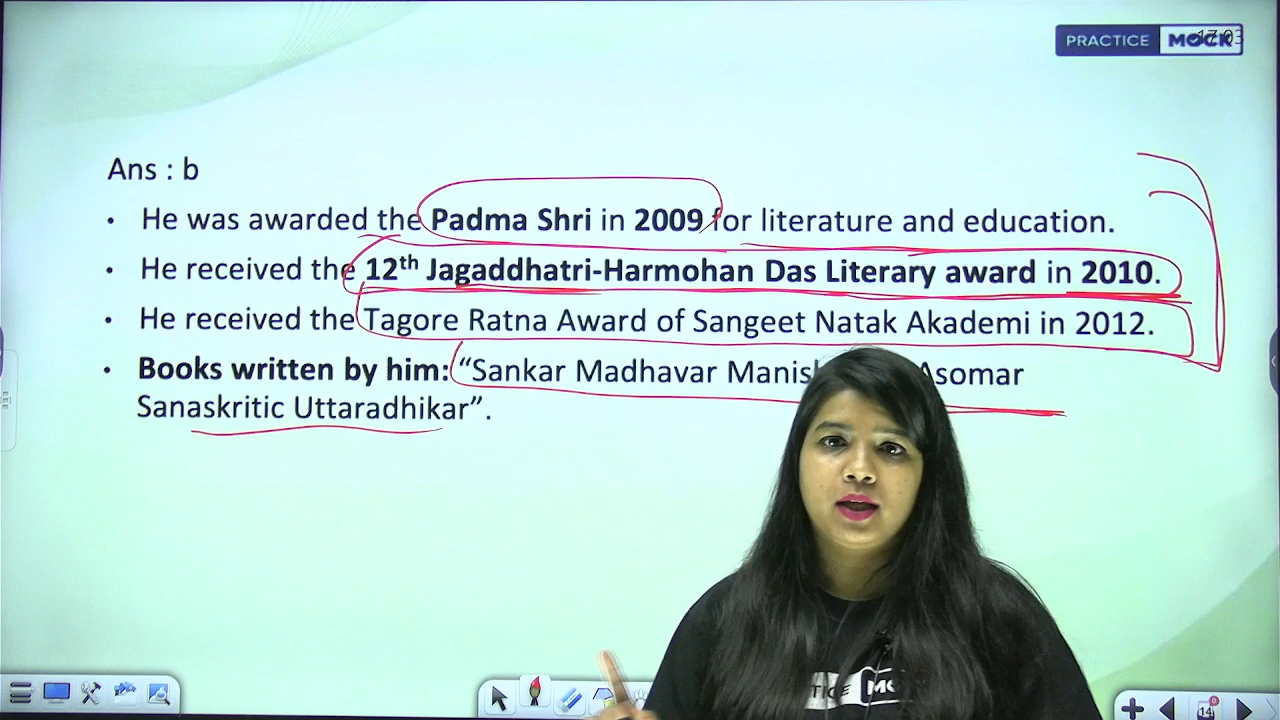 PRACTICE MOCK
Ans : b
• He was awarded the Padma Shri in 2009 for literature and education.
• He received the 12th Jagaddhatri-Harmohan Das Literary award in 2010.
• He received the Tagore Ratna Award of Sangeet Natak Akademi in 2012.
• Books written by him: “Sankar Madhavar Asomar
Sanaskritic Uttaradhikar”.
14